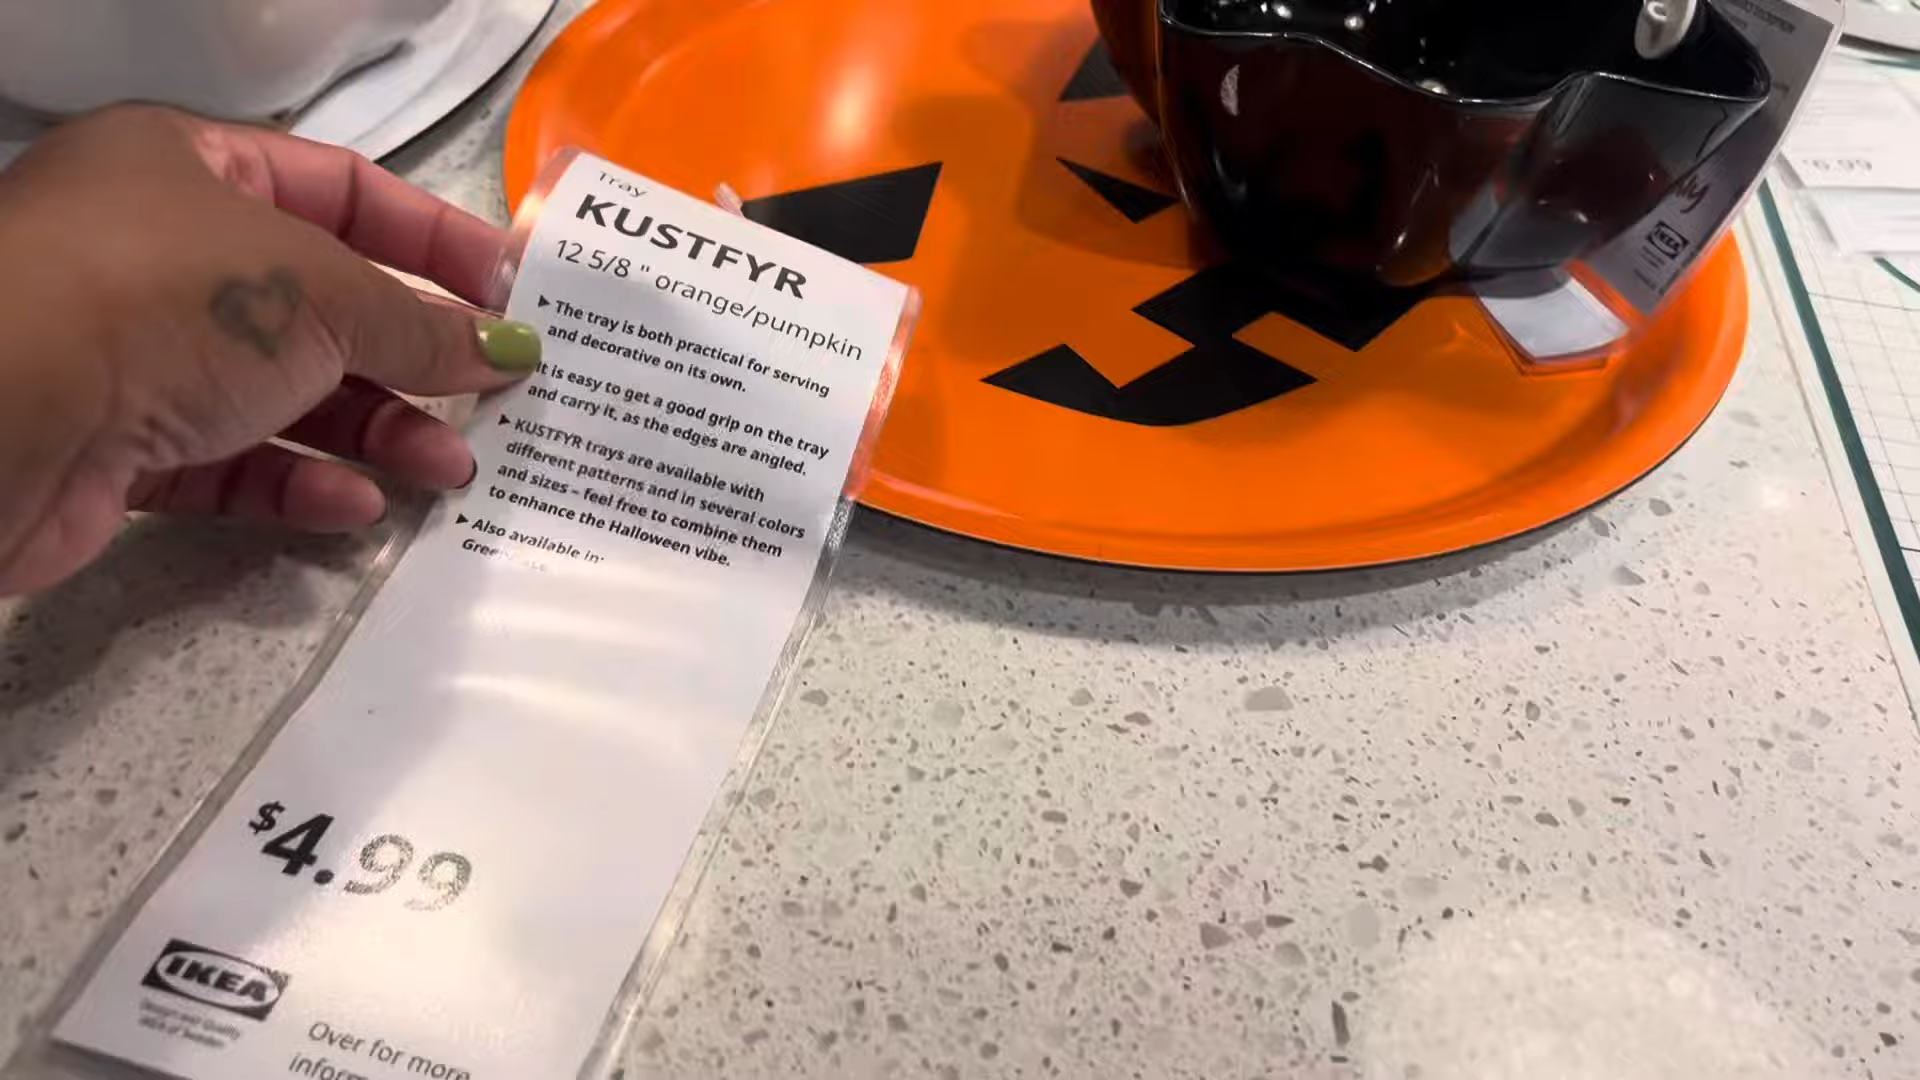 Tray
KUSTFYR
12 5/8 " orange/pumpkin
▶ The tray is both practical for serving
and decorative on its own.
It is easy to get a good grip on the tray
and carry it, as the edges are angled.
▶ KUSTFYR trays are available with
different patterns and in several colors
and sizes – feel free to combine them
to enhance the Halloween vibe.
▶ Also available in:
$4.99
IKEA
Over for more
IKEA
6.99